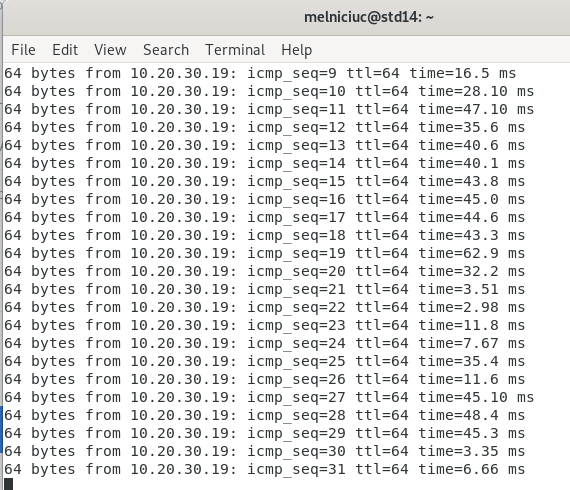 melniciuc@std14: ~
File Edit View Search Terminal Help
64 bytes from 10.20.30.19: icmp_seq=9 ttl=64 time=16.5 ms
64 bytes from 10.20.30.19: icmp_seq=10 ttl=64 time=28.10 ms
64 bytes from 10.20.30.19: icmp_seq=11 ttl=64 time=47.10 ms
64 bytes from 10.20.30.19: icmp_seq=12 ttl=64 time=35.6 ms
64 bytes from 10.20.30.19: icmp_seq=13 ttl=64 time=40.6 ms
64 bytes from 10.20.30.19: icmp_seq=14 ttl=64 time=40.1 ms
64 bytes from 10.20.30.19: icmp_seq=15 ttl=64 time=43.8 ms
64 bytes from 10.20.30.19: icmp_seq=16 ttl=64 time=45.0 ms
64 bytes from 10.20.30.19: icmp_seq=17 ttl=64 time=44.6 ms
64 bytes from 10.20.30.19: icmp_seq=18 ttl=64 time=43.3 ms
64 bytes from 10.20.30.19: icmp_seq=19 ttl=64 time=62.9 ms
64 bytes from 10.20.30.19: icmp_seq=20 ttl=64 time=32.2 ms
64 bytes from 10.20.30.19: icmp_seq=21 ttl=64 time=3.51 ms
64 bytes from 10.20.30.19: icmp_seq=22 ttl=64 time=2.98 ms
64 bytes from 10.20.30.19: icmp_seq=23 ttl=64 time=11.8 ms
64 bytes from 10.20.30.19: icmp_seq=24 ttl=64 time=7.67 ms
64 bytes from 10.20.30.19: icmp_seq=25 ttl=64 time=35.4 ms
64 bytes from 10.20.30.19: icmp_seq=26 ttl=64 time=11.6 ms
64 bytes from 10.20.30.19: icmp_seq=27 ttl=64 time=45.10 ms
64 bytes from 10.20.30.19: icmp_seq=28 ttl=64 time=48.4 ms
64 bytes from 10.20.30.19: icmp_seq=29 ttl=64 time=45.3 ms
64 bytes from 10.20.30.19: icmp_seq=30 ttl=64 time=3.35 ms
64 bytes from 10.20.30.19: icmp_seq=31 ttl=64 time=6.66 ms